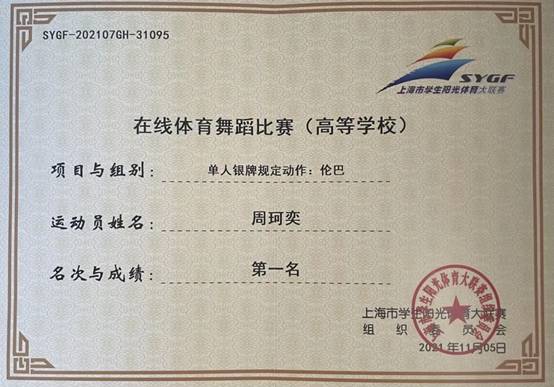 SYGF-202107GH-31095
SYGF
上海市学生阳光体育大联赛
在线体育舞蹈比赛（高等学校）
项目与组别：单人银牌规定动作：伦巴
运动员姓名：周珂奕
名次与成绩：第一名
上海市学生阳光体育大联赛
组织委员会
2021年11月05日